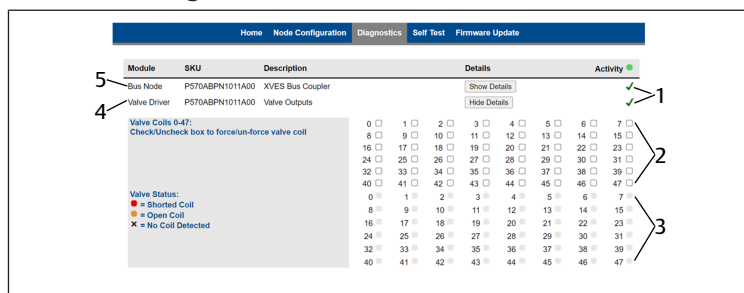 Home Node Configuration Diagnostics Self Test Firmware Update
Module SKU Description Details Activity
5 Bus Node P570ABPN1011A00 XVES Bus Coupler Show Details
1
4 Valve Driver P570ABPN1011A00 Valve Outputs Hide Details
Valve Coils 0-47:
Check/Uncheck box to force/un-force valve coil
0 1 2 3 4 5 6 7
8 9 10 11 12 13 14 15
16 17 18 19 20 21 22 23
2
24 25 26 27 28 29 30 31
32 33 34 35 36 37 38 39
40 41 42 43 44 45 46 47
Valve Status:
= Shorted Coil
= Open Coil
X = No Coil Detected
0 1 2 3 4 5 6 7
8 9 10 11 12 13 14 15
16 17 18 19 20 21 22 23
3
24 25 26 27 28 29 30 31
32 33 34 35 36 37 38 39
40 41 42 43 44 45 46 47